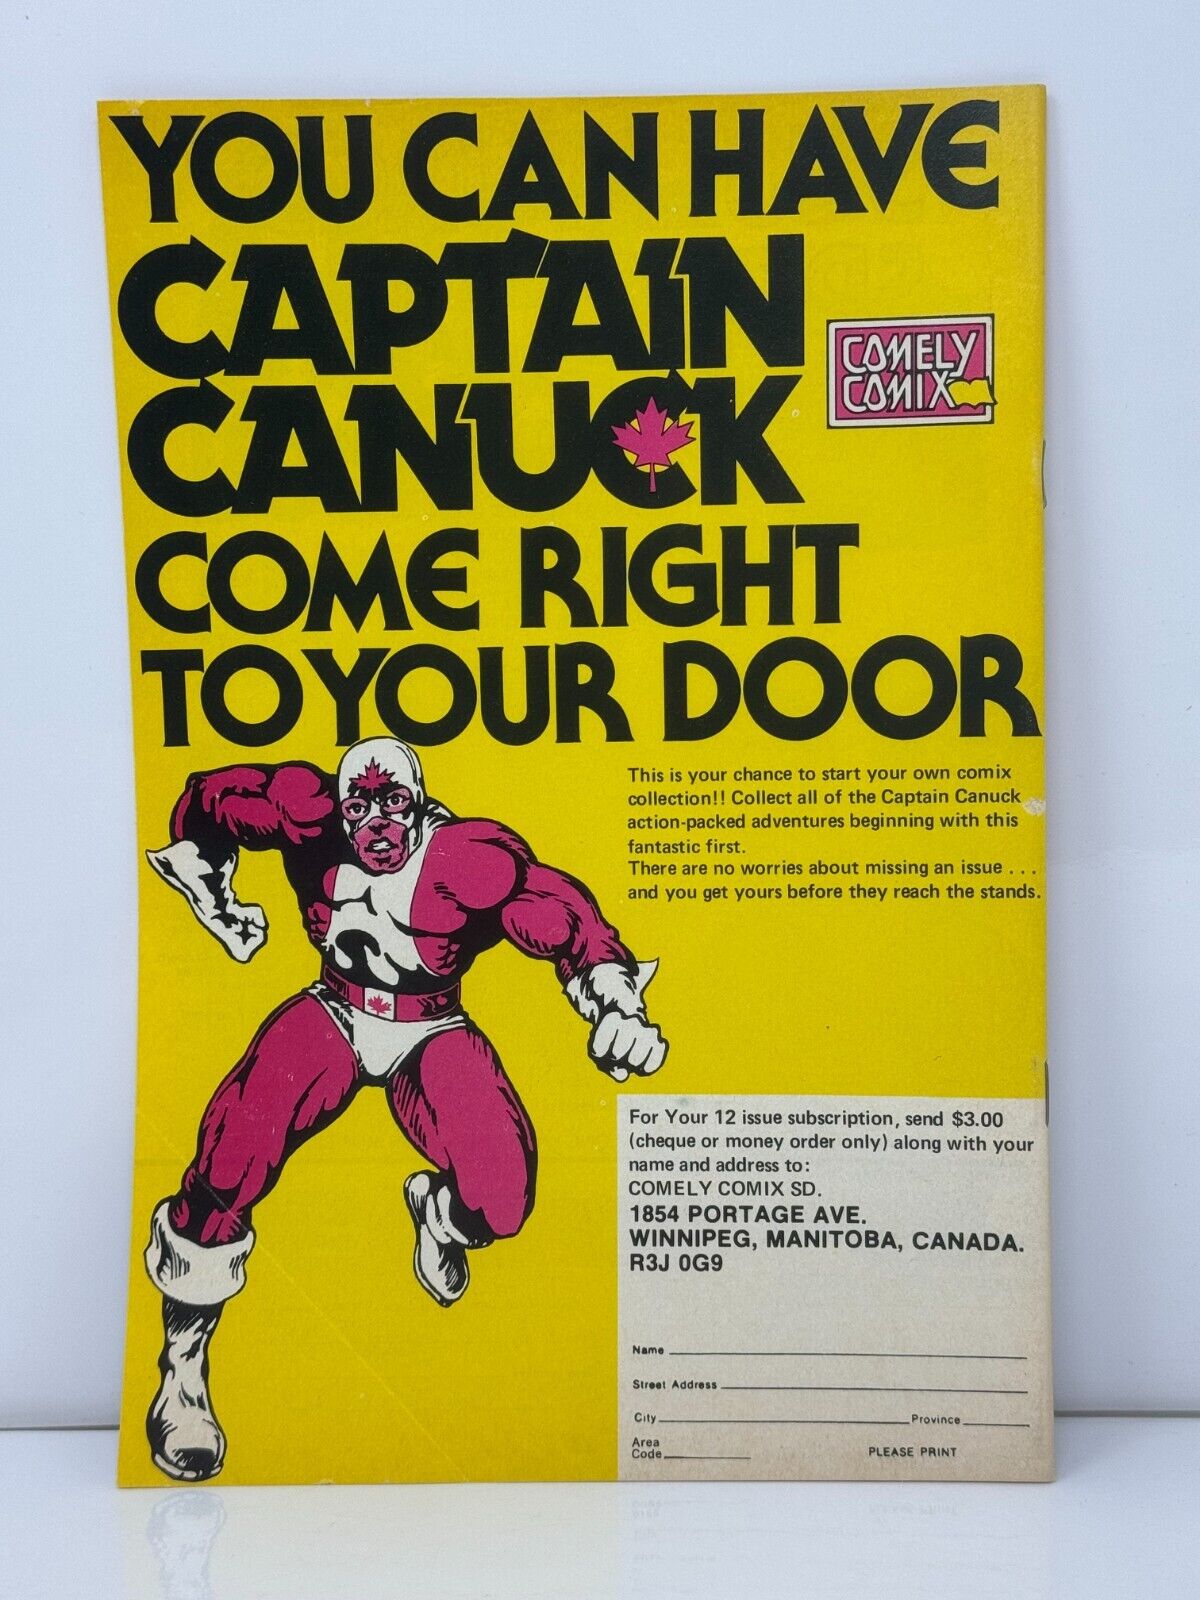 YOU CAN HAVE
CAPTAIN
CANUCK
COMELY
COMIX
COME RIGHT
TO YOUR DOOR
This is your chance to start your own comix
collection!! Collect all of the Captain Canuck
action-packed adventures beginning with this
fantastic first.
There are no worries about missing an issue . . .
and you get yours before they reach the stands.
For Your 12 issue subscription, send $3.00
(cheque or money order only) along with your
name and address to:
COMELY COMIX SD.
1854 PORTAGE AVE.
WINNIPEG, MANITOBA, CANADA.
R3J 0G9
Name
Street Address
City Province
Area
Code PLEASE PRINT